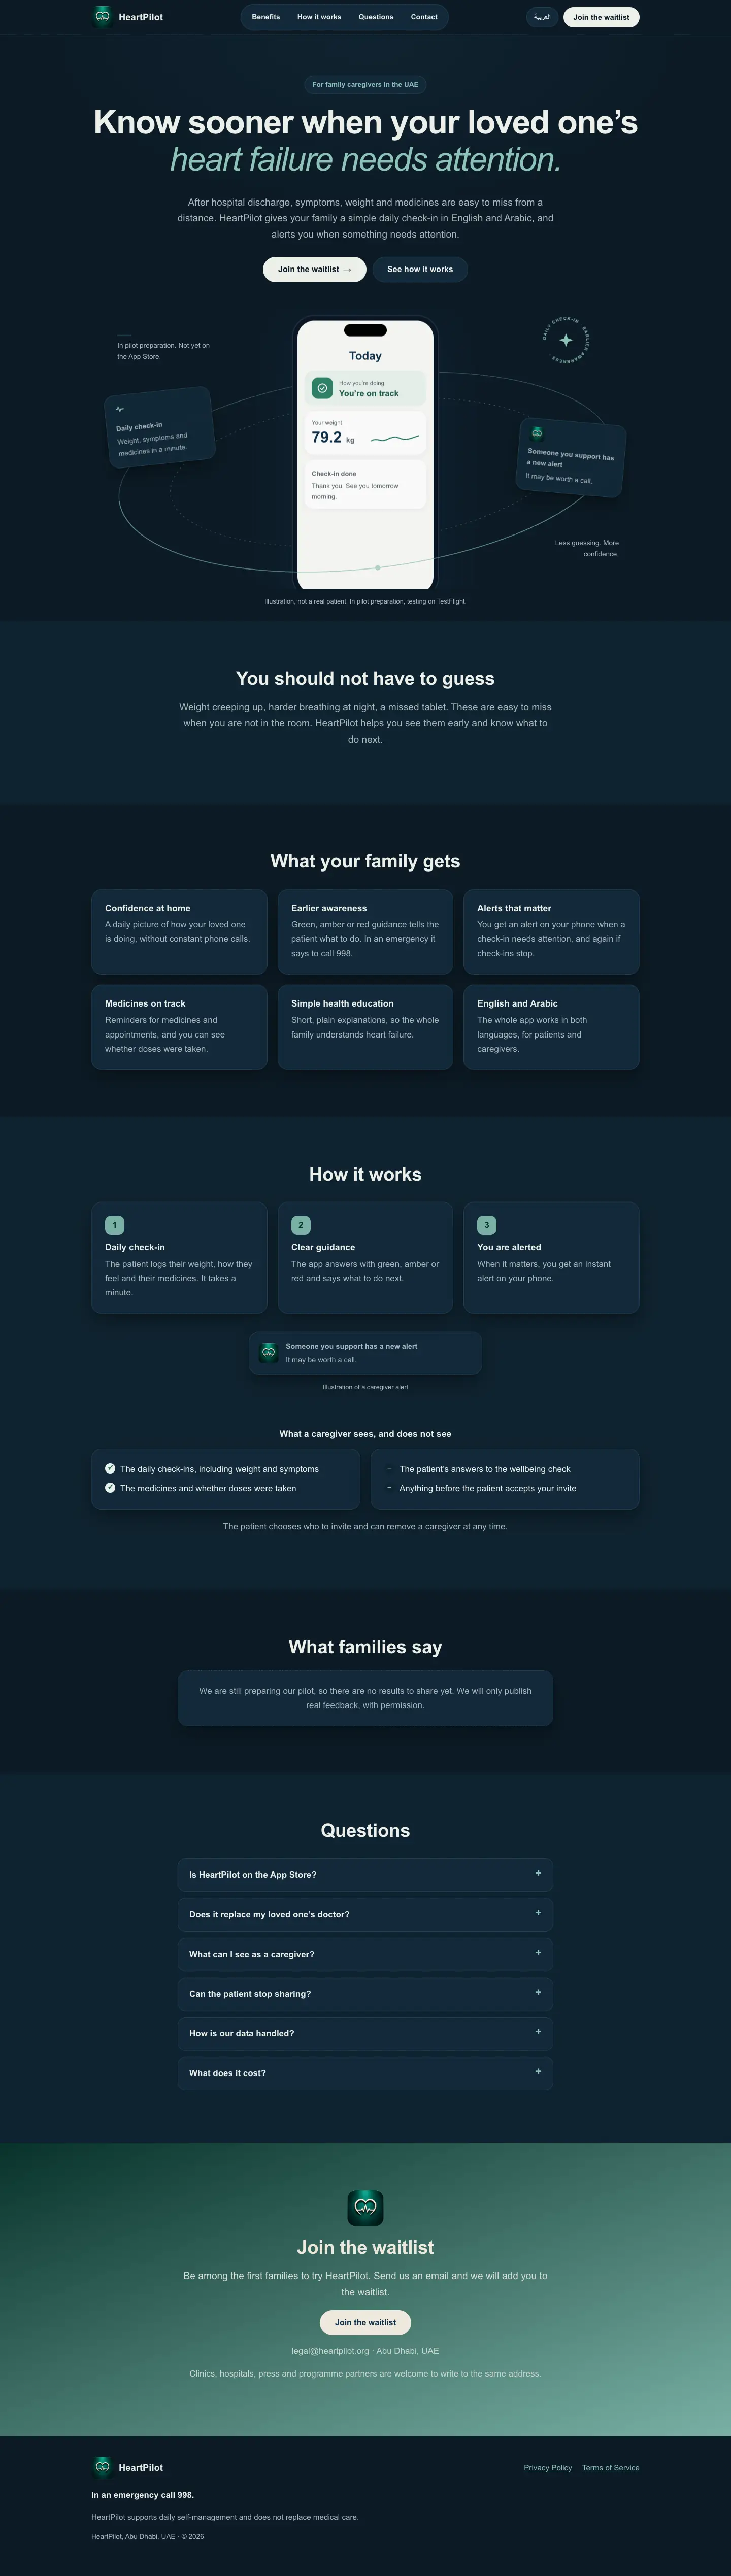 HeartPilot
Benefits
How it works
Questions
Contact
العربية
Join the waitlist
For family caregivers in the UAE
Know sooner when your loved one’s
heart failure needs attention.
After hospital discharge, symptoms, weight and medicines are easy to miss from a
distance. HeartPilot gives your family a simple daily check-in in English and Arabic, and
alerts you when something needs attention.
Join the waitlist →
See how it works
In pilot preparation. Not yet on
the App Store.
DAILY CHECK-IN · EARLIER AWARENESS ·
Daily check-in
Weight, symptoms and
medicines in a minute.
Today
How you're doing
You're on track
Your weight
79.2 kg
Check-in done
Thank you. See you tomorrow
morning.
Someone you support has
a new alert
It may be worth a call.
Less guessing. More
confidence.
Illustration, not a real patient. In pilot preparation, testing on TestFlight.
You should not have to guess
Weight creeping up, harder breathing at night, a missed tablet. These are easy to miss
when you are not in the room. HeartPilot helps you see them early and know what to
do next.
What your family gets
Confidence at home
A daily picture of how your loved one
is doing, without constant phone calls.
Earlier awareness
Green, amber or red guidance tells the
patient what to do. In an emergency it
says to call 998.
Alerts that matter
You get an alert on your phone when a
check-in needs attention, and again if
check-ins stop.
Medicines on track
Reminders for medicines and
appointments, and you can see
whether doses were taken.
Simple health education
Short, plain explanations, so the whole
family understands heart failure.
English and Arabic
The whole app works in both
languages, for patients and
caregivers.
How it works
1
Daily check-in
The patient logs their weight, how they
feel and their medicines. It takes a
minute.
2
Clear guidance
The app answers with green, amber or
red and says what to do next.
3
You are alerted
When it matters, you get an instant
alert on your phone.
Someone you support has a new alert
It may be worth a call.
Illustration of a caregiver alert
What a caregiver sees, and does not see
The daily check-ins, including weight and symptoms
The medicines and whether doses were taken
– The patient’s answers to the wellbeing check
– Anything before the patient accepts your invite
The patient chooses who to invite and can remove a caregiver at any time.
What families say
We are still preparing our pilot, so there are no results to share yet. We will only publish
real feedback, with permission.
Questions
Is HeartPilot on the App Store? +
Does it replace my loved one’s doctor? +
What can I see as a caregiver? +
Can the patient stop sharing? +
How is our data handled? +
What does it cost? +
Join the waitlist
Be among the first families to try HeartPilot. Send us an email and we will add you to
the waitlist.
Join the waitlist
legal@heartpilot.org · Abu Dhabi, UAE
Clinics, hospitals, press and programme partners are welcome to write to the same address.
HeartPilot
Privacy Policy
Terms of Service
In an emergency call 998.
HeartPilot supports daily self-management and does not replace medical care.
HeartPilot, Abu Dhabi, UAE · © 2026